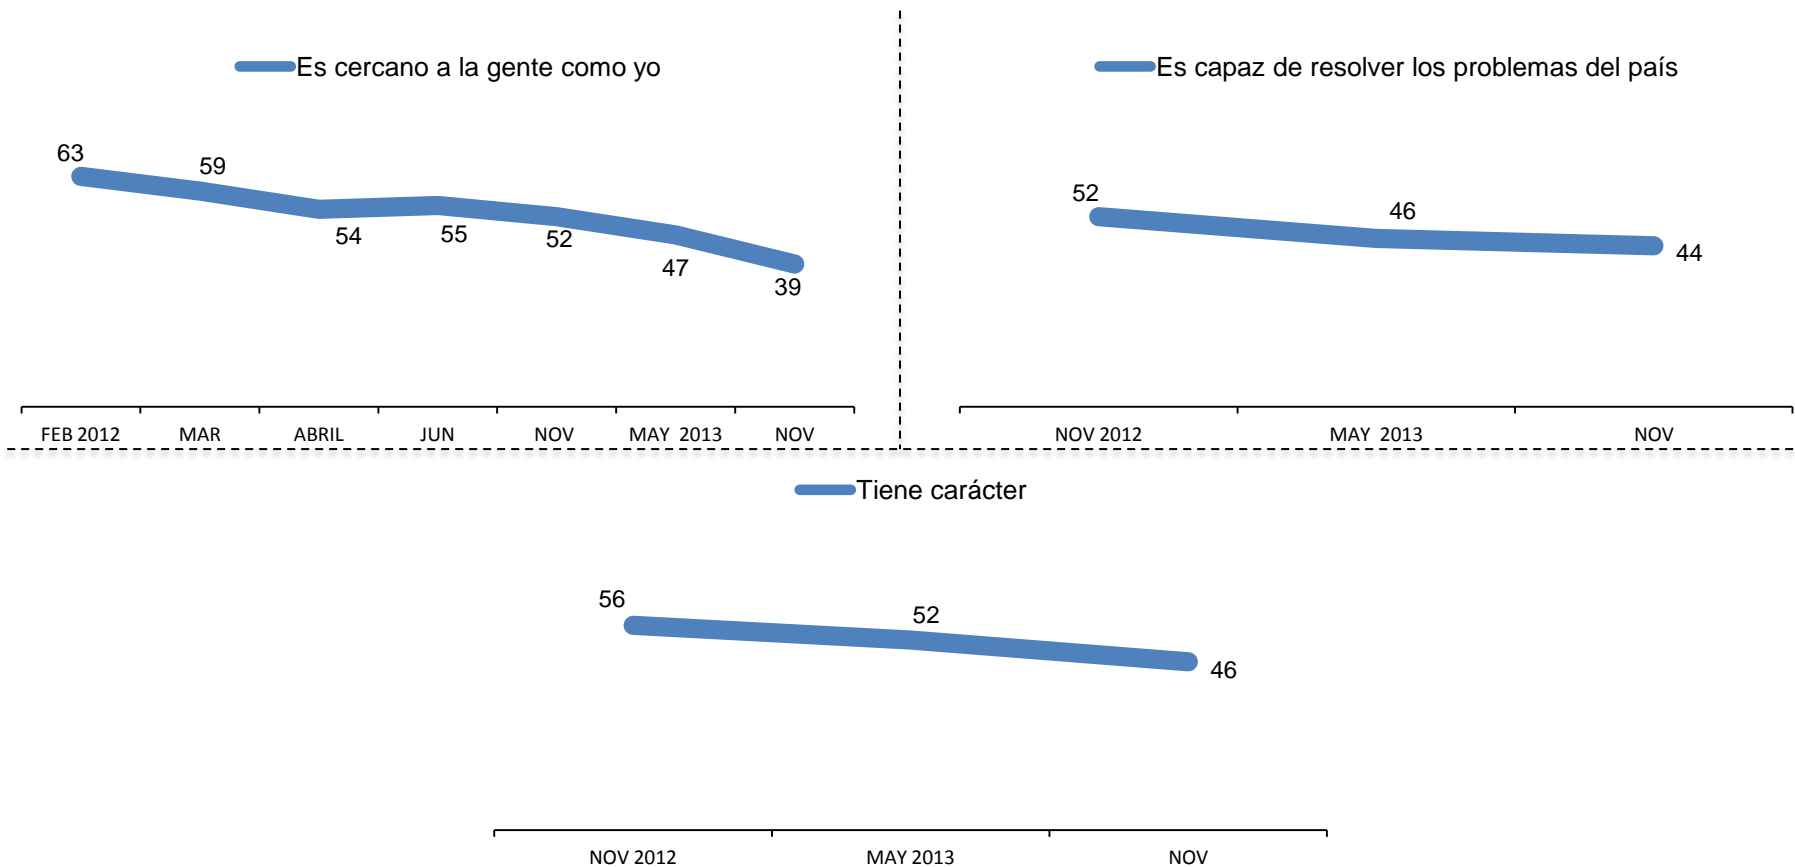 Es cercano a la gente como yo
63
59
54
55
52
47
39
FEB 2012 MAR ABRIL JUN NOV MAY 2013 NOV
Es capaz de resolver los problemas del país
52
46
44
NOV 2012 MAY 2013 NOV
Tiene carácter
56
52
46
NOV 2012 MAY 2013 NOV